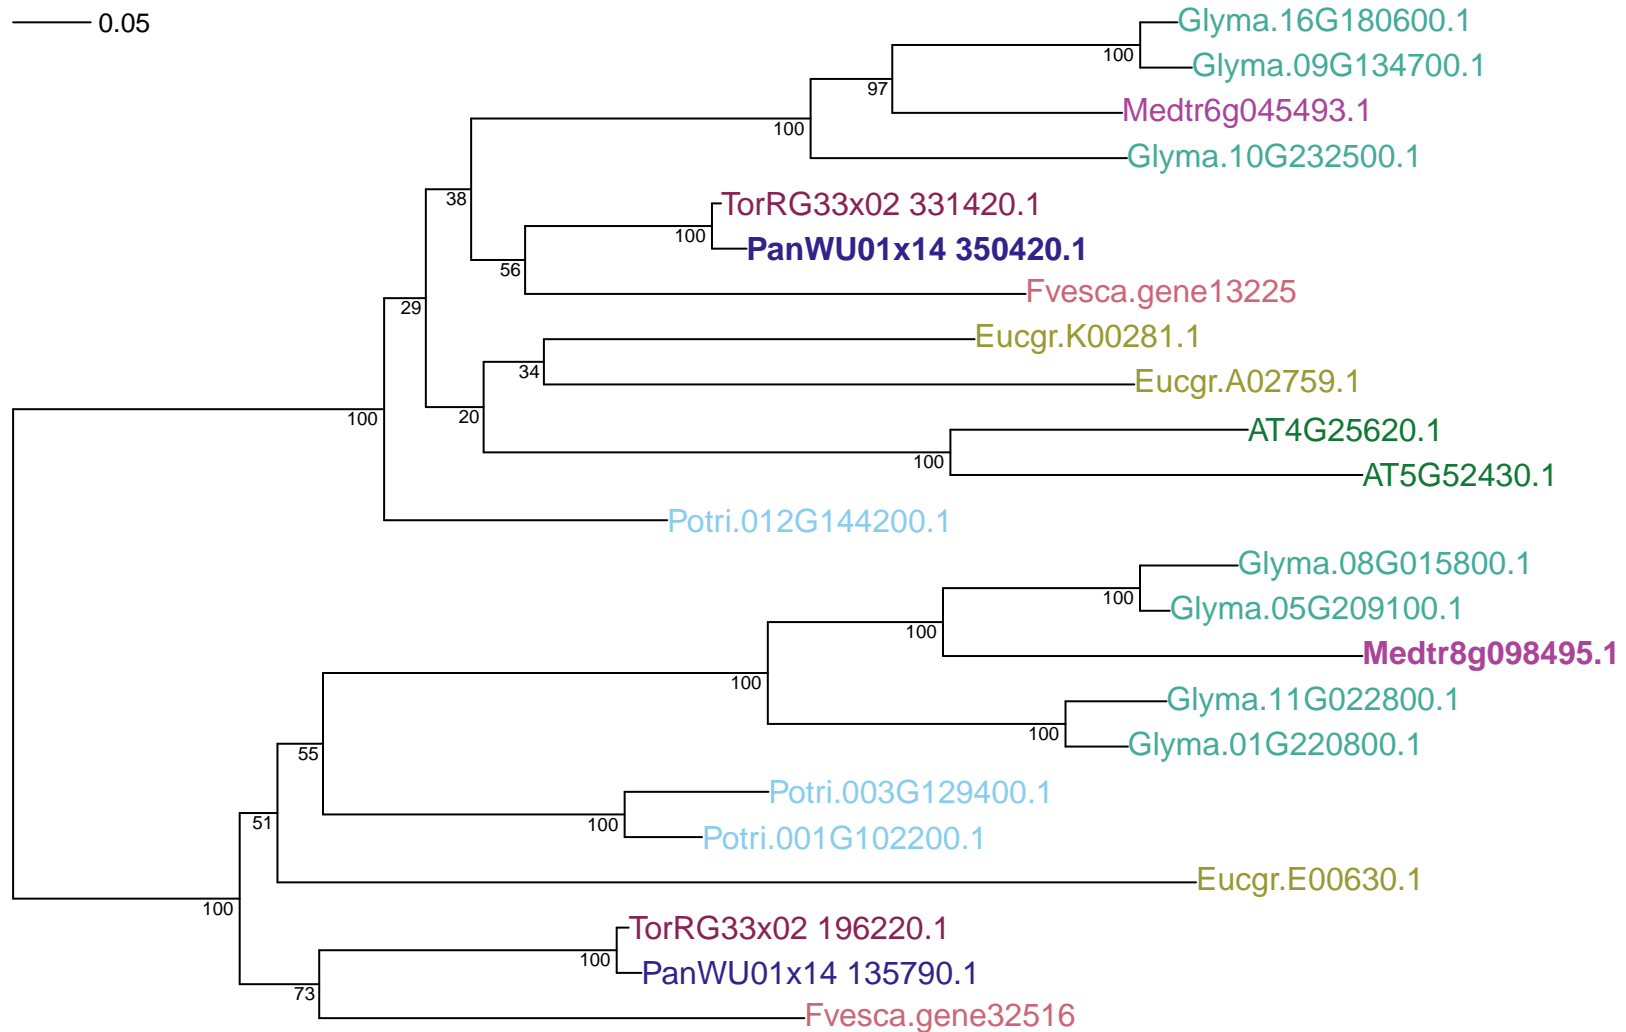 0.05
Glyma.16G180600.1
100
Glyma.09G134700.1
97
Medtr6g045493.1
100
Glyma.10G232500.1
38
TorRG33x02 331420.1
100
PanWU01x14 350420.1
56
Fvesca.gene13225
29
Eucgr.K00281.1
34
Eucgr.A02759.1
20
100
AT4G25620.1
100
AT5G52430.1
Potri.012G144200.1
Glyma.08G015800.1
100
Glyma.05G209100.1
100
Medtr8g098495.1
100
Glyma.11G022800.1
100
Glyma.01G220800.1
55
Potri.003G129400.1
51
100
Potri.001G102200.1
Eucgr.E00630.1
100
TorRG33x02 196220.1
100
PanWU01x14 135790.1
73
Fvesca.gene32516